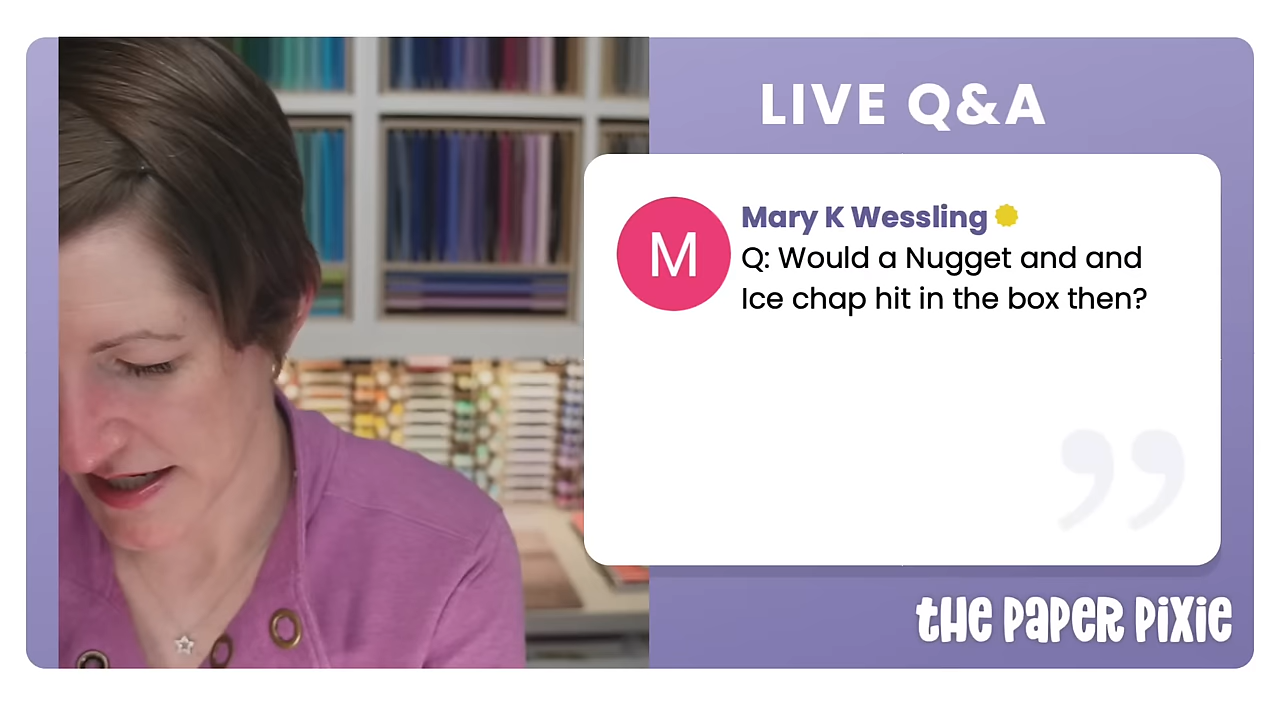 LIVE Q&A
M
Mary K Wessling
Q: Would a Nugget and and
Ice chap hit in the box then?
the PAPER PiXiE